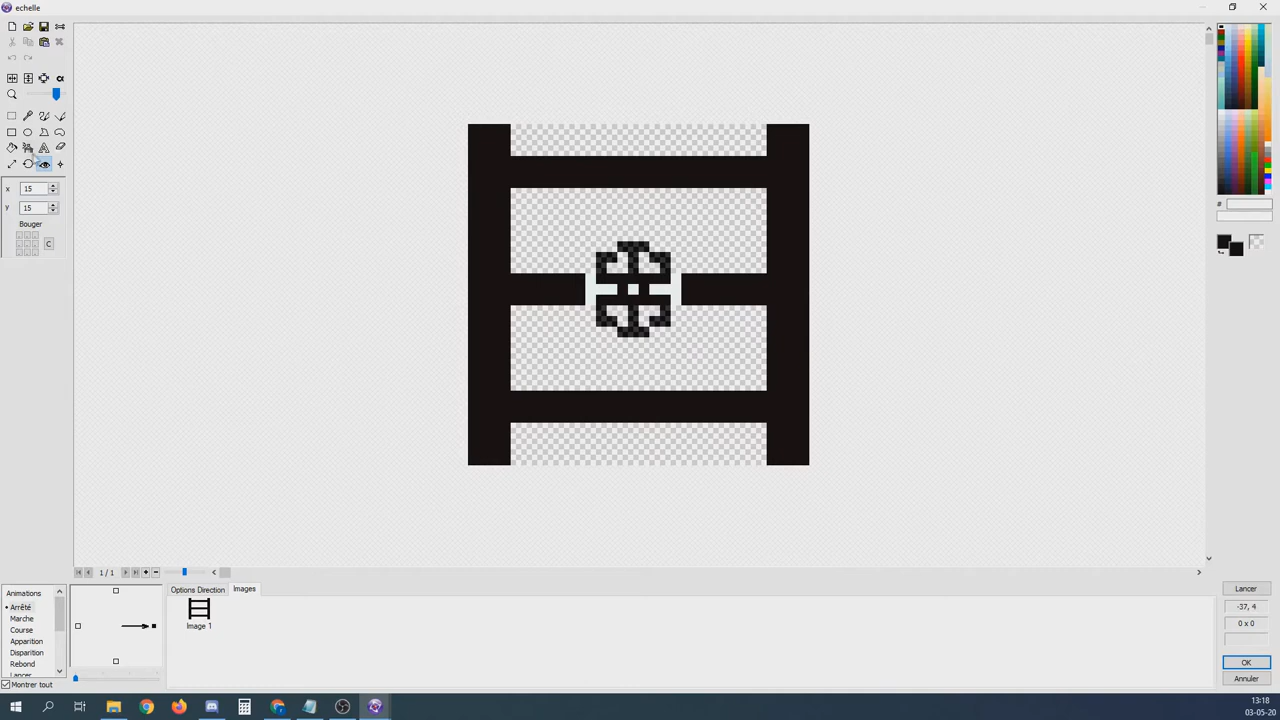 echelle
x 15
y 15
Bouger
C
#
1 / 1
Animations
Arrêté
Marche
Course
Apparition
Disparition
Rebond
Lancer
Montrer tout
Options Direction
Images
Image 1
Lancer
-37, 4
0 x 0
OK
Annuler
13:18
03-05-20